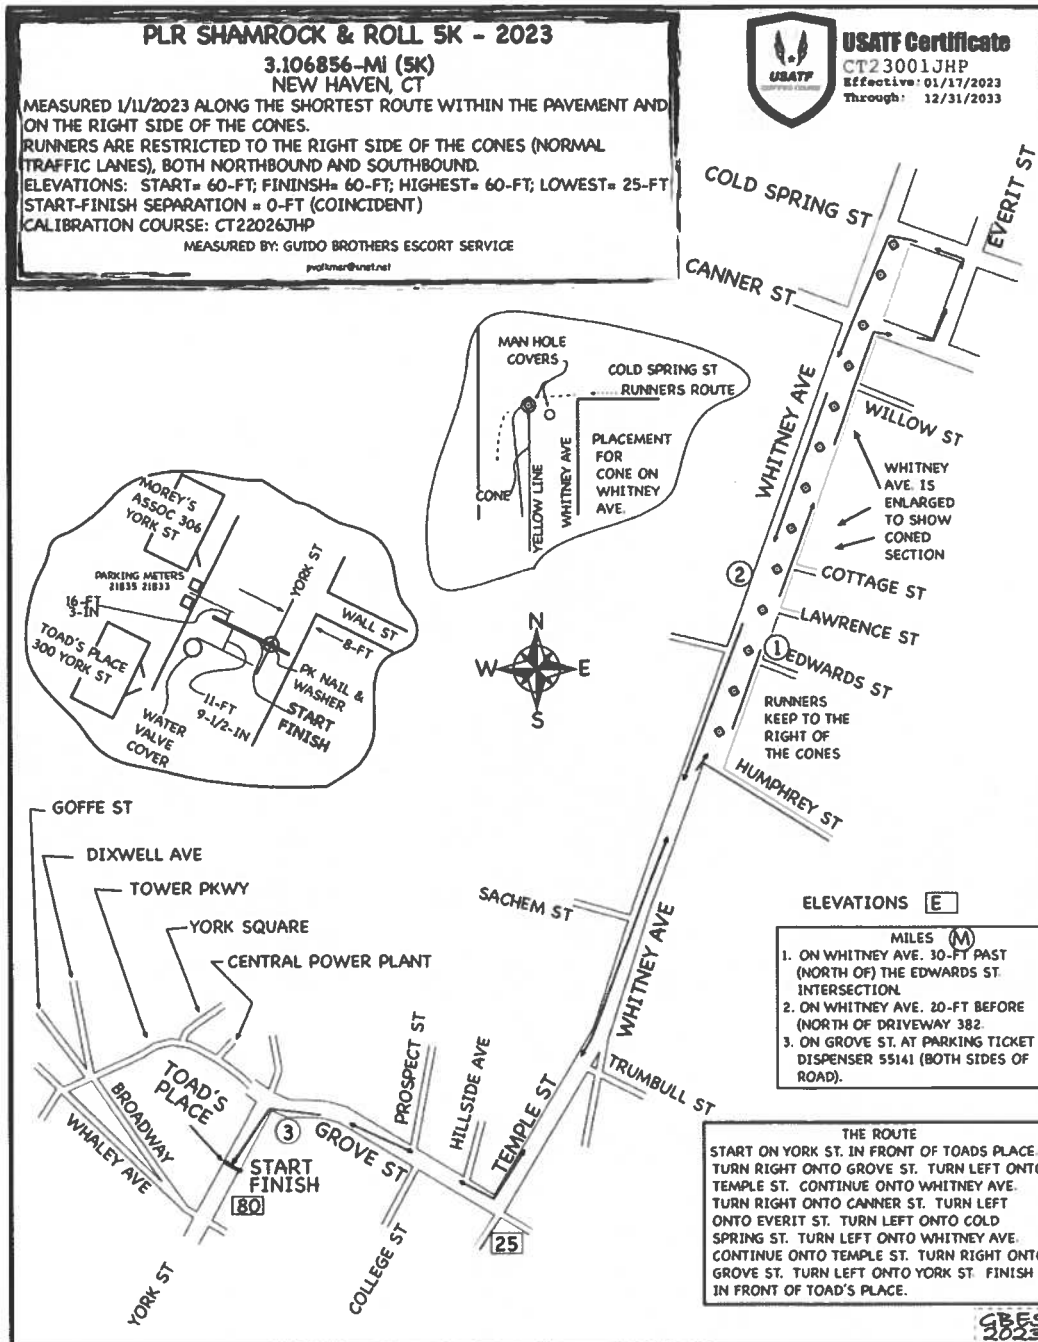 PLR SHAMROCK & ROLL 5K - 2023
3.106856-Mi (5K)
NEW HAVEN, CT
MEASURED 1/11/2023 ALONG THE SHORTEST ROUTE WITHIN THE PAVEMENT AND
ON THE RIGHT SIDE OF THE CONES.
RUNNERS ARE RESTRICTED TO THE RIGHT SIDE OF THE CONES (NORMAL
TRAFFIC LANES), BOTH NORTHBOUND AND SOUTHBOUND.
ELEVATIONS: START= 60-FT; FININSH= 60-FT; HIGHEST= 60-FT; LOWEST= 25-FT
START-FINISH SEPARATION = 0-FT (COINCIDENT)
CALIBRATION COURSE: CT22026JHP
MEASURED BY: GUIDO BROTHERS ESCORT SERVICE
USATF
USATF Certificate
CT23001JHP
Effective: 01/17/2023
Through: 12/31/2033
COLD SPRING ST
EVERIT ST
CANNER ST
WHITNEY AVE
WILLOW ST
WHITNEY
AVE. IS
ENLARGED
TO SHOW
CONED
SECTION
MAN HOLE
COVERS
COLD SPRING ST
RUNNERS ROUTE
PLACEMENT
FOR
CONE ON
WHITNEY
AVE.
CONE
YELLOW LINE
WHITNEY AVE
MOREY'S
ASSOC 306
YORK ST
PARKING METERS
21835 21833
16-FT
3-IN
TOAD'S PLACE
300 YORK ST
YORK ST
WALL ST
8-FT
PK NAIL &
WASHER
START
FINISH
11-FT
9-1/2-IN
WATER
VALVE
COVER
N
W
E
S
2
COTTAGE ST
LAWRENCE ST
1
EDWARDS ST
RUNNERS
KEEP TO THE
RIGHT OF
THE CONES
HUMPHREY ST
GOFFE ST
DIXWELL AVE
TOWER PKWY
YORK SQUARE
CENTRAL POWER PLANT
SACHEM ST
WHITNEY AVE
TRUMBULL ST
PROSPECT ST
HILLSIDE AVE
TEMPLE ST
TOAD'S
PLACE
BROADWAY
WHALEY AVE
3
GROVE ST
START
FINISH
80
25
YORK ST
COLLEGE ST
ELEVATIONS E
MILES M
1. ON WHITNEY AVE. 30-FT PAST
(NORTH OF) THE EDWARDS ST.
INTERSECTION.
2. ON WHITNEY AVE. 20-FT BEFORE
(NORTH OF DRIVEWAY 382.
3. ON GROVE ST. AT PARKING TICKET
DISPENSER 55141 (BOTH SIDES OF
ROAD).
THE ROUTE
START ON YORK ST. IN FRONT OF TOADS PLACE.
TURN RIGHT ONTO GROVE ST. TURN LEFT ONTO
TEMPLE ST. CONTINUE ONTO WHITNEY AVE.
TURN RIGHT ONTO CANNER ST. TURN LEFT
ONTO EVERIT ST. TURN LEFT ONTO COLD
SPRING ST. TURN LEFT ONTO WHITNEY AVE.
CONTINUE ONTO TEMPLE ST. TURN RIGHT ONTO
GROVE ST. TURN LEFT ONTO YORK ST. FINISH
IN FRONT OF TOAD'S PLACE.
GBES
2023